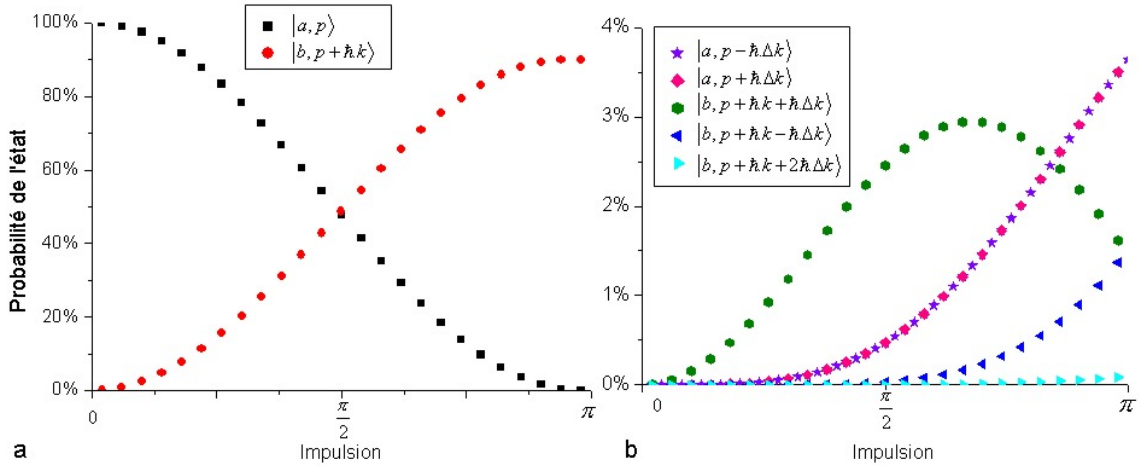 100%
80%
60%
40%
20%
0%
Probabilité de l'état
|a, p⟩
|b, p + ħk⟩
0
π/2
π
Impulsion
a
4%
3%
2%
1%
0%
|a, p − ħΔk⟩
|a, p + ħΔk⟩
|b, p + ħk + ħΔk⟩
|b, p + ħk − ħΔk⟩
|b, p + ħk + 2ħΔk⟩
0
π/2
π
Impulsion
b